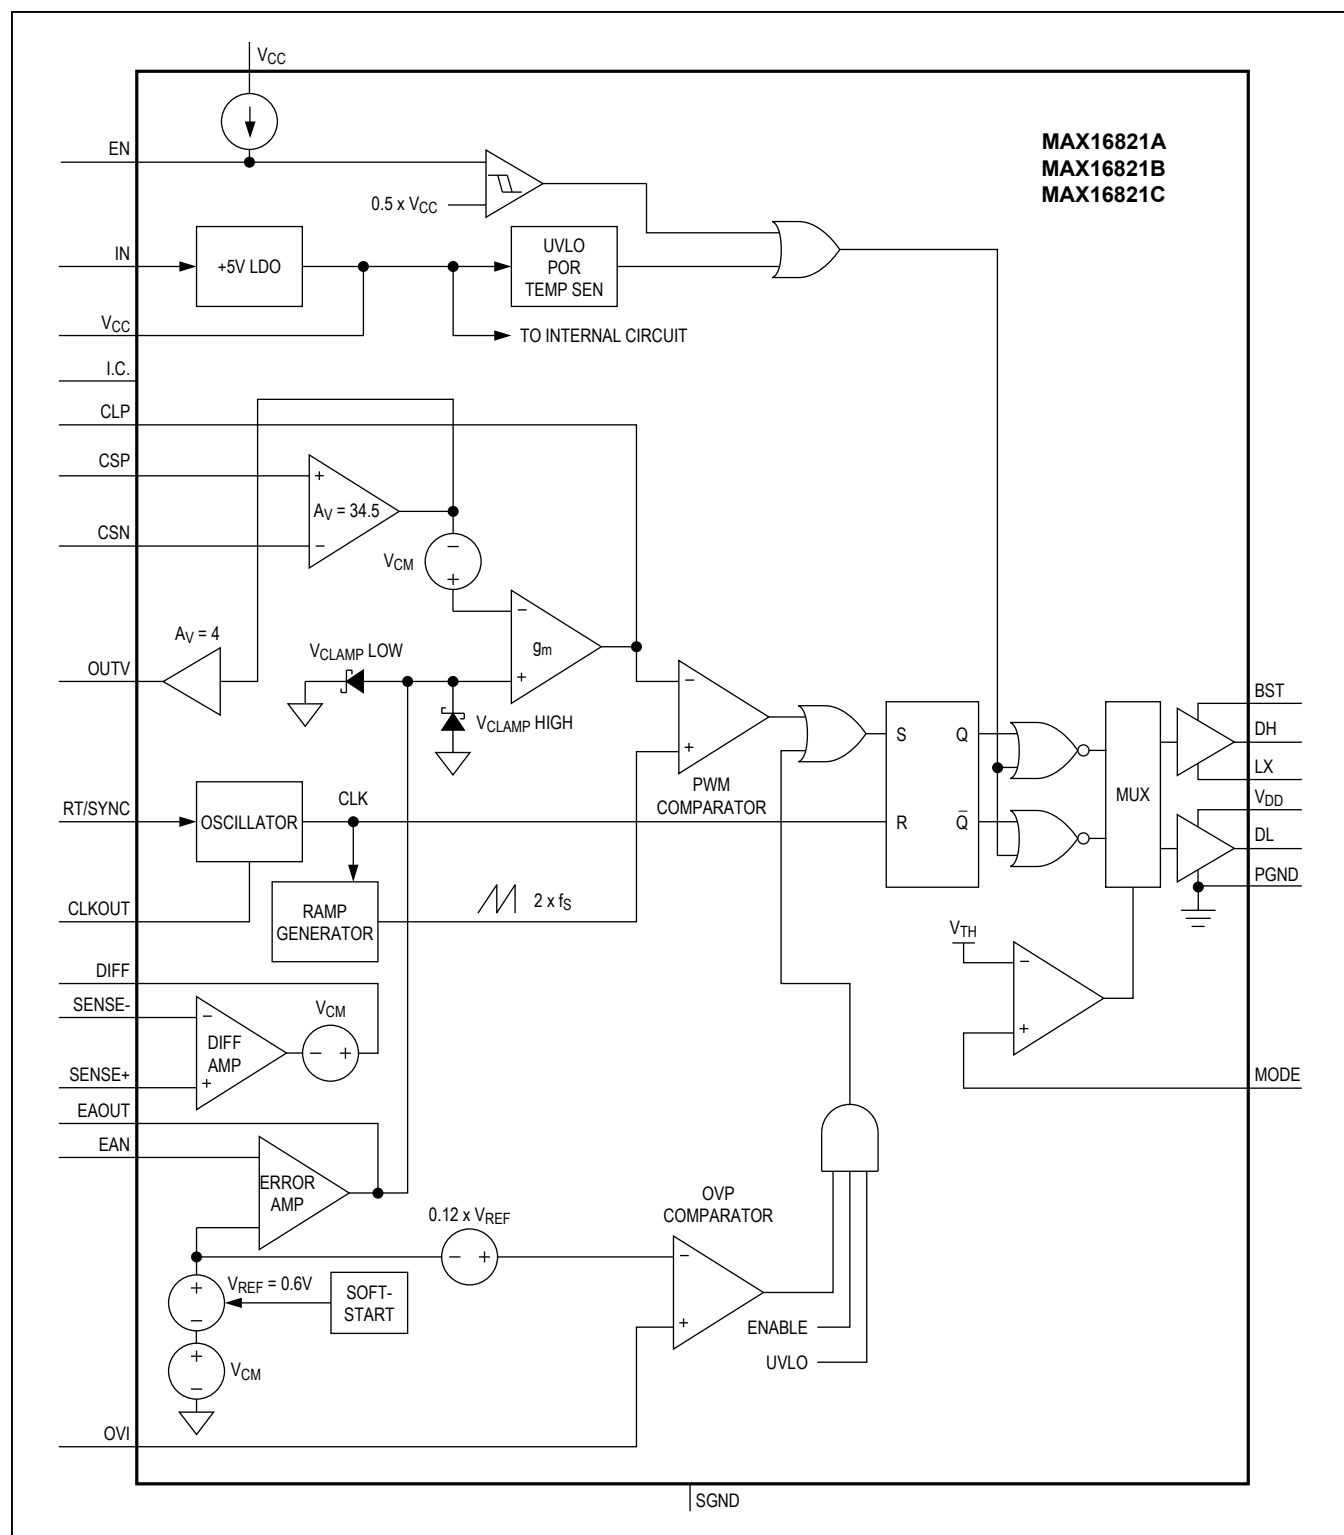 VCC
MAX16821A
MAX16821B
MAX16821C
EN
0.5 x VCC
IN
+5V LDO
UVLO
POR
TEMP SEN
VCC
TO INTERNAL CIRCUIT
I.C.
CLP
CSP
+
AV = 34.5
CSN
−
VCM
−
+
−
gm
+
AV = 4
OUTV
VCLAMP LOW
VCLAMP HIGH
−
+
PWM
COMPARATOR
S
Q
R
Q̅
MUX
BST
DH
LX
VDD
DL
PGND
RT/SYNC
OSCILLATOR
CLK
CLKOUT
RAMP
GENERATOR
2 x fS
VTH
−
+
MODE
DIFF
SENSE-
−
DIFF
AMP
+
VCM
− +
SENSE+
EAOUT
EAN
ERROR
AMP
0.12 x VREF
− +
OVP
COMPARATOR
−
+
+
−
VREF = 0.6V
SOFT-
START
ENABLE
UVLO
+
−
VCM
OVI
SGND